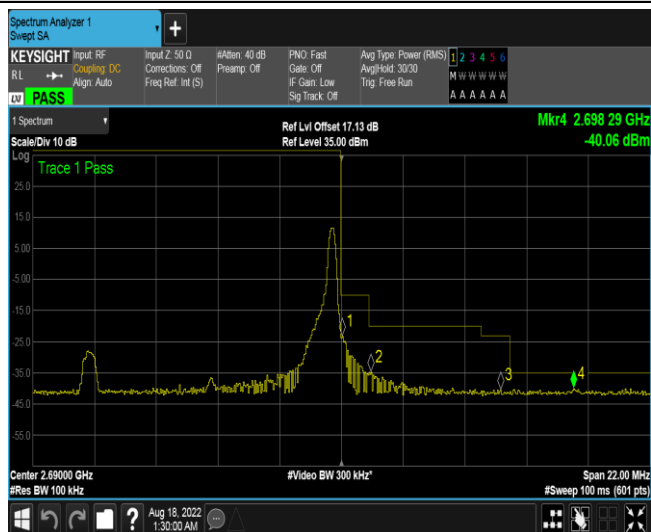 Spectrum Analyzer 1
Swept SA
KEYSIGHT Input: RF Input Z: 50 Ω #Atten: 40 dB PNO: Fast Avg Type: Power (RMS) 1 2 3 4 5 6
RL Coupling: DC Corrections: Off Preamp: Off Gate: Off Avg|Hold: 30/30 M W W W W W
Align: Auto Freq Ref: Int (S) IF Gain: Low Trig: Free Run
LXI PASS Sig Track: Off A A A A A A
1 Spectrum Ref Lvl Offset 17.13 dB Mkr4 2.698 29 GHz
Scale/Div 10 dB Ref Level 35.00 dBm -40.06 dBm
Log
Trace 1 Pass
25.0
15.0
5.00
-5.00
-15.0
1
-25.0
2
-35.0
3 4
-45.0
-55.0
Center 2.69000 GHz #Video BW 300 kHz* Span 22.00 MHz
#Res BW 100 kHz #Sweep 100 ms (601 pts)
Aug 18, 2022
1:30:00 AM